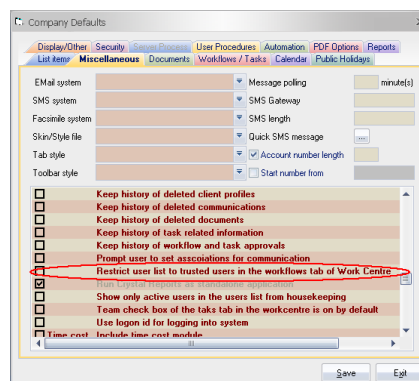 Company Defaults
Display/Other Security Server Process User Procedures Automation PDF Options Reports
List items Miscellaneous Documents Workflows / Tasks Calendar Public Holidays
EMail system Message polling minute(s)
SMS system SMS Gateway
Facsimile system SMS length
Skin/Style file Quick SMS message ...
Tab style Account number length
Toolbar style Start number from
Keep history of deleted client profiles
Keep history of deleted communications
Keep history of deleted documents
Keep history of task related information
Keep history of workflow and task approvals
Prompt user to set asscoiations for communication
Restrict user list to trusted users in the workflows tab of Work Centre
Run Crystal Reports as standalone application
Show only active users in the users list from housekeeping
Team check box of the taks tab in the workcentre is on by default
Use logon id for logging into system
Time cost Include time cost module
Save Exit